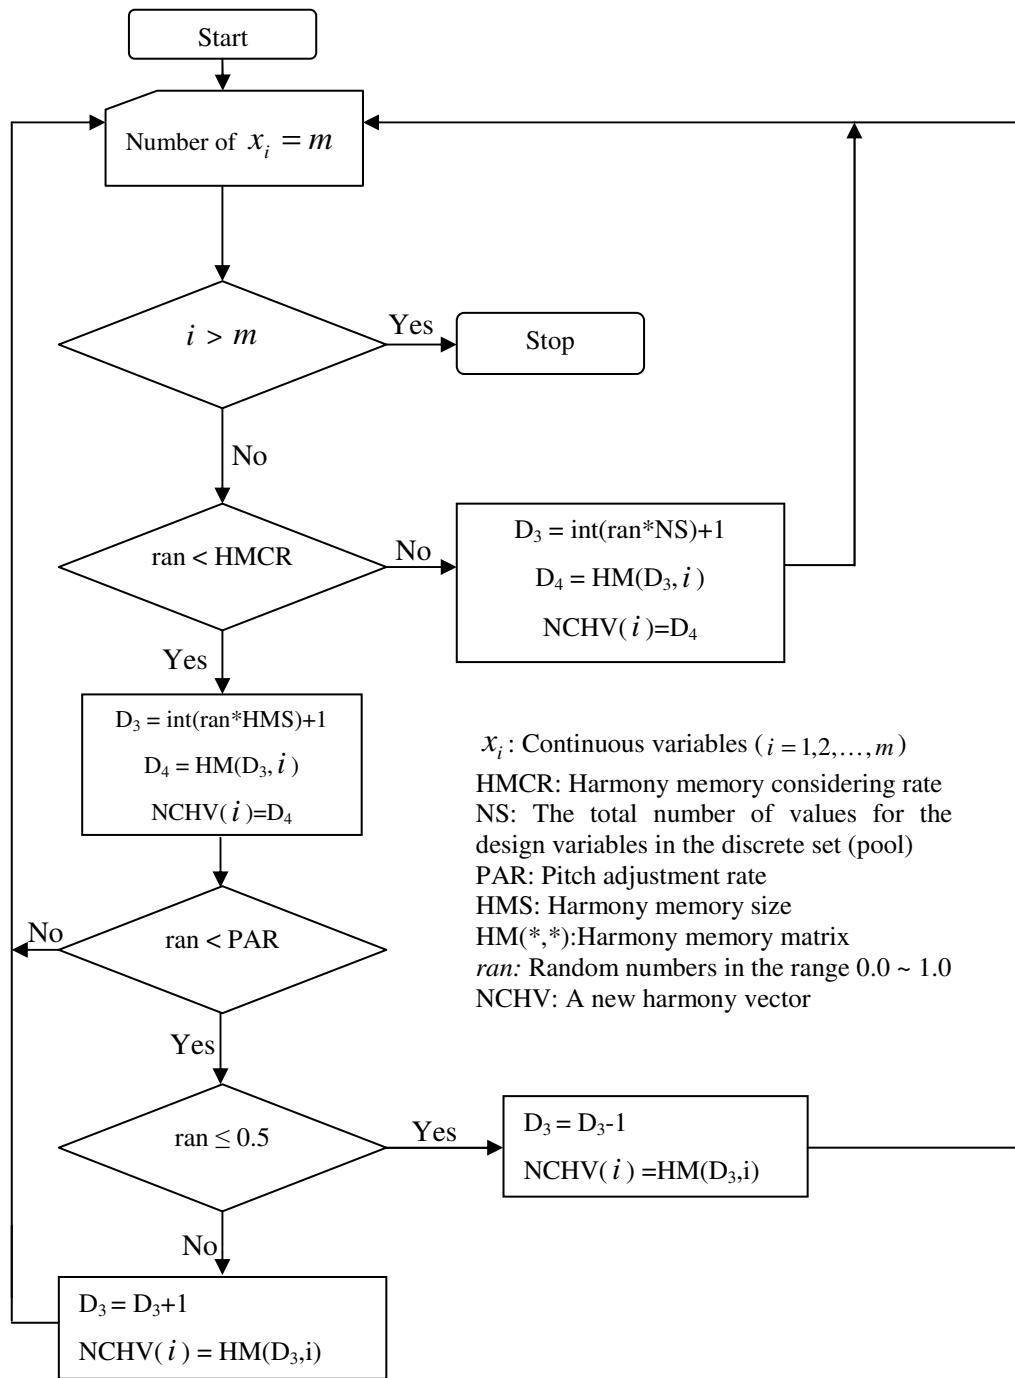 Start
Number of x_i = m
i > m
Yes
Stop
No
ran < HMCR
No
D₃ = int(ran*NS)+1
D₄ = HM(D₃, i)
NCHV(i)=D₄
Yes
D₃ = int(ran*HMS)+1
D₄ = HM(D₃, i)
NCHV(i)=D₄
x_i : Continuous variables (i = 1,2,...,m)
HMCR: Harmony memory considering rate
NS: The total number of values for the
design variables in the discrete set (pool)
PAR: Pitch adjustment rate
HMS: Harmony memory size
HM(*,*):Harmony memory matrix
ran: Random numbers in the range 0.0 ~ 1.0
NCHV: A new harmony vector
No
ran < PAR
Yes
ran ≤ 0.5
Yes
D₃ = D₃-1
NCHV(i) =HM(D₃,i)
No
D₃ = D₃+1
NCHV(i) = HM(D₃,i)